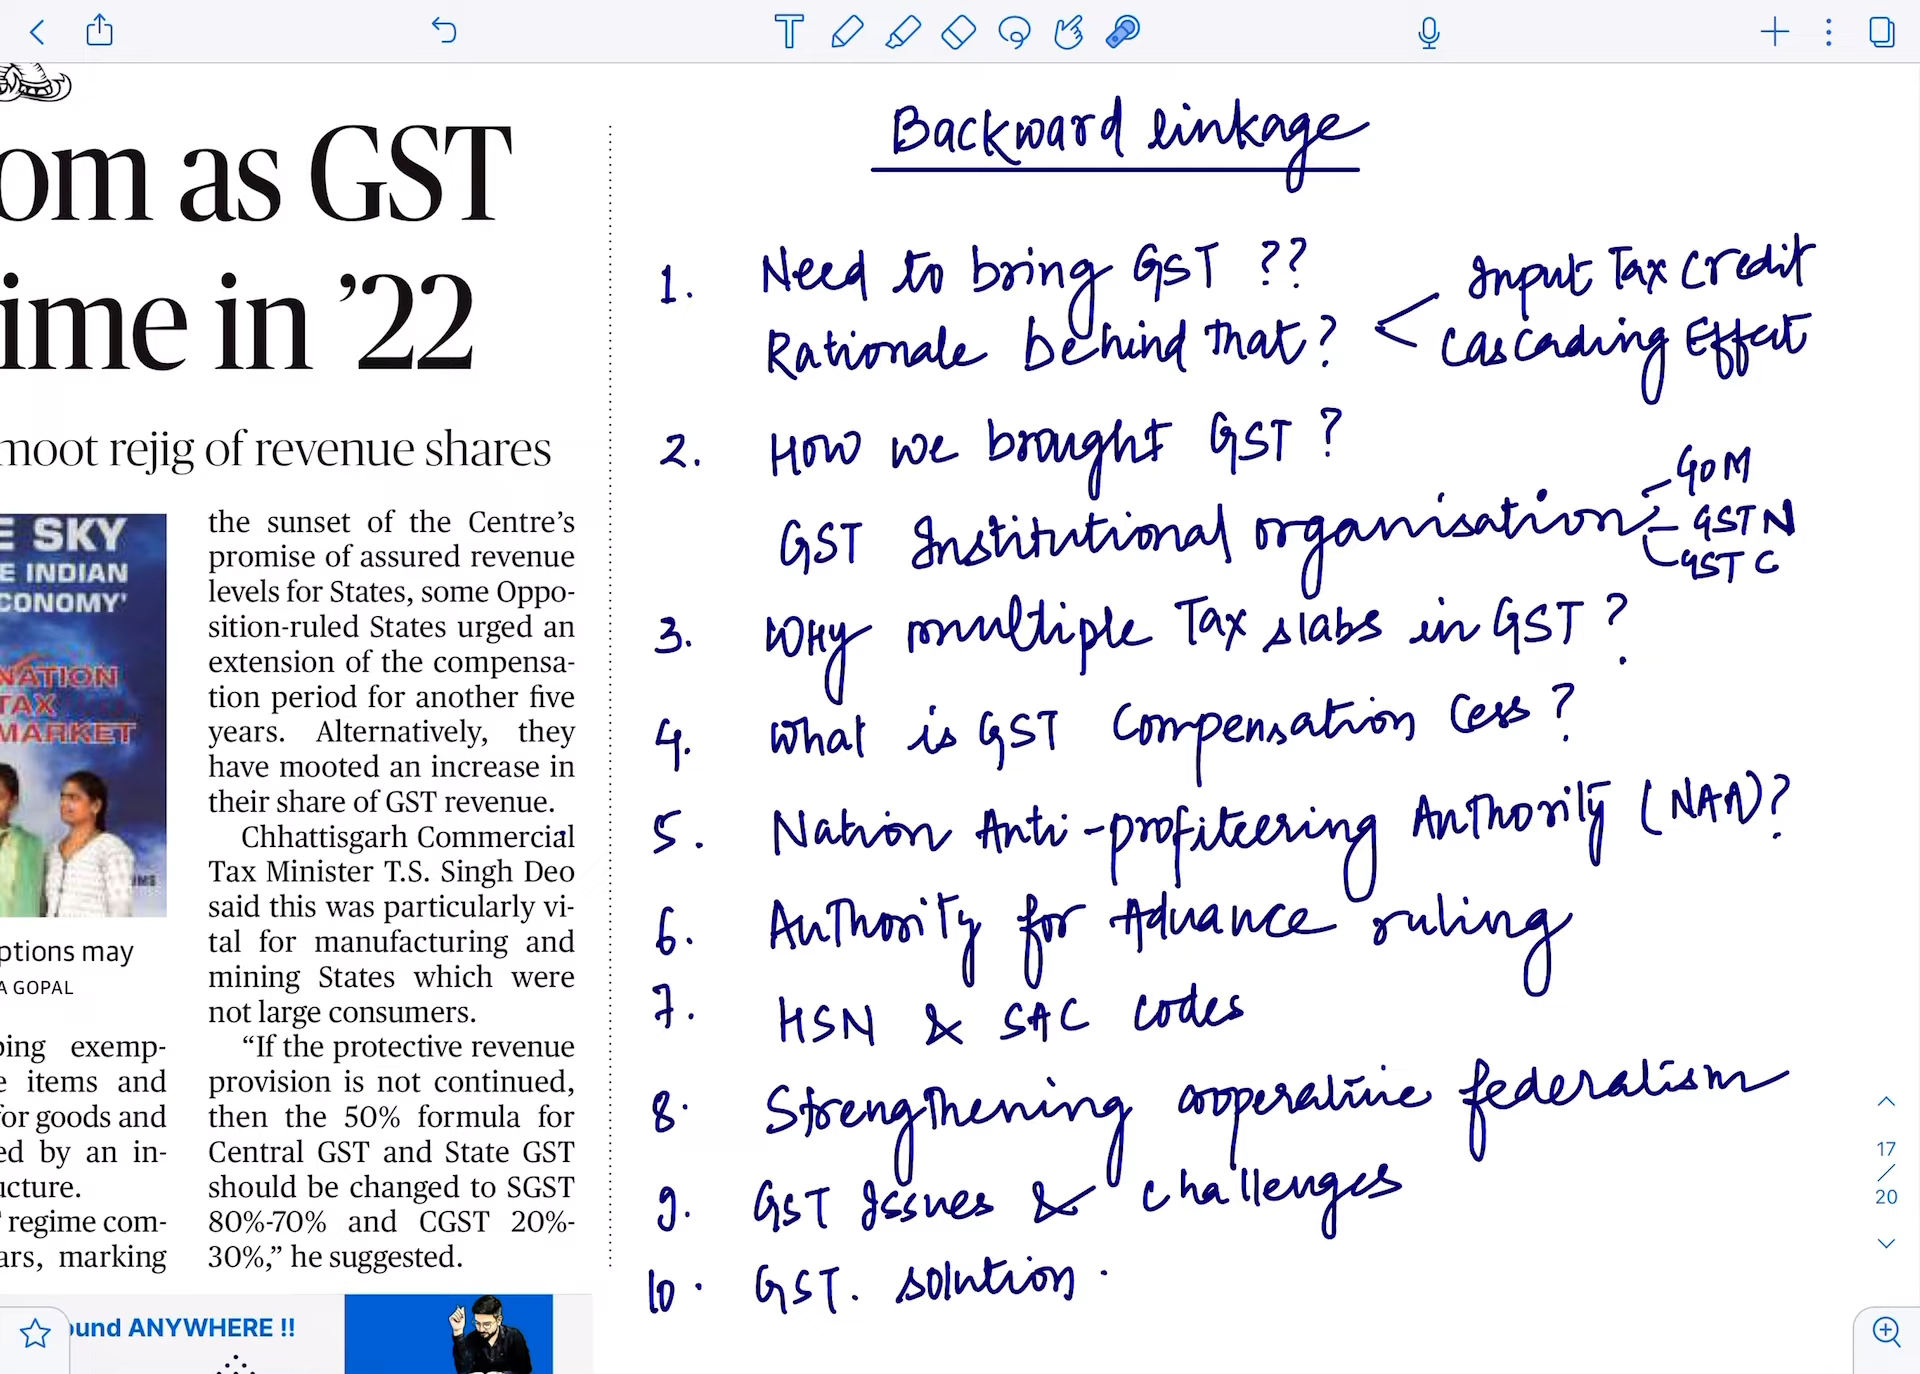 om as GST
ime in ’22
moot rejig of revenue shares
E SKY
E INDIAN
CONOMY'
NATION
TAX
MARKET
IMS
ptions may
A GOPAL
ping exemp-
e items and
for goods and
ed by an in-
ucture.
regime com-
ars, marking
the sunset of the Centre’s
promise of assured revenue
levels for States, some Oppo-
sition-ruled States urged an
extension of the compensa-
tion period for another five
years. Alternatively, they
have mooted an increase in
their share of GST revenue.
Chhattisgarh Commercial
Tax Minister T.S. Singh Deo
said this was particularly vi-
tal for manufacturing and
mining States which were
not large consumers.
“If the protective revenue
provision is not continued,
then the 50% formula for
Central GST and State GST
should be changed to SGST
80%-70% and CGST 20%-
30%,” he suggested.
ound ANYWHERE !!
Backward linkage
1. Need to bring GST ??
Rationale behind that? < Input Tax Credit
Cascading Effect
2. How we brought GST ?
GST Institutional organisation
GOM
GSTN
GSTC
3. Why multiple Tax slabs in GST ?
4. What is GST Compensation Cess ?
5. Nation Anti-profiteering Authority (NAA)?
6. Authority for Advance ruling
7. HSN & SAC codes
8. Strengthening cooperative federalism
9. GST Issues & challenges
10. GST. solution.
17
/
20